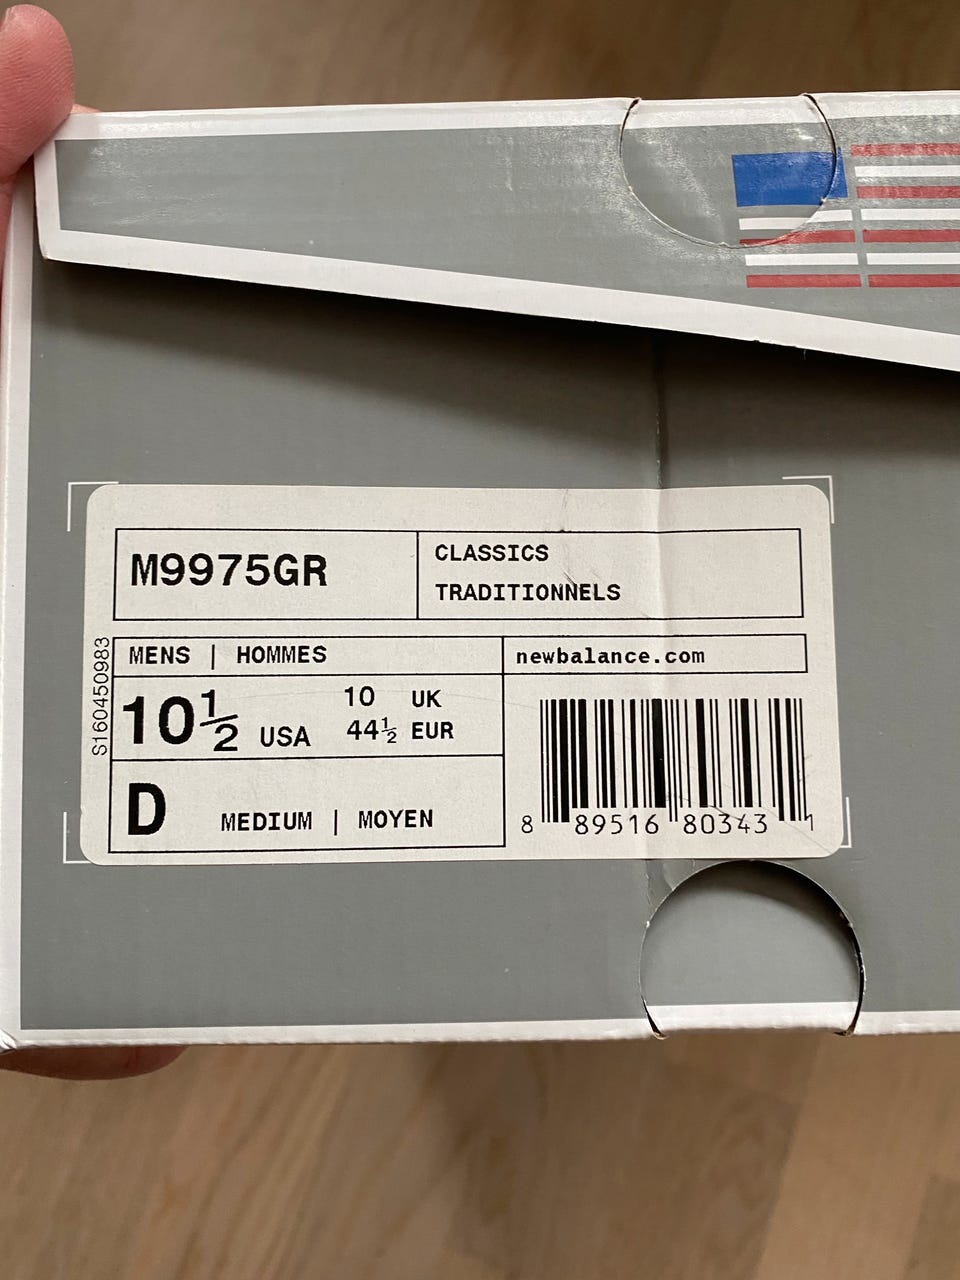 M9975GR
CLASSICS
TRADITIONNELS
S160450983
MENS | HOMMES
newbalance.com
10½ USA
10 UK
44½ EUR
D MEDIUM | MOYEN
8 89516 80343 1